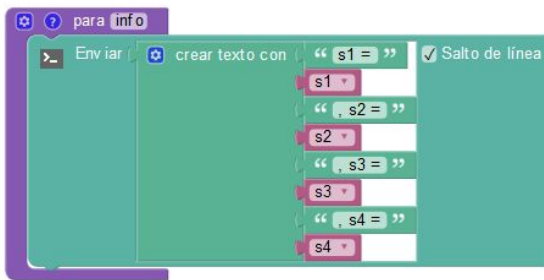 para info
Enviar crear texto con “ s1 = ” Salto de línea
s1
“ , s2 = ”
s2
“ , s3 = ”
s3
“ , s4 = ”
s4